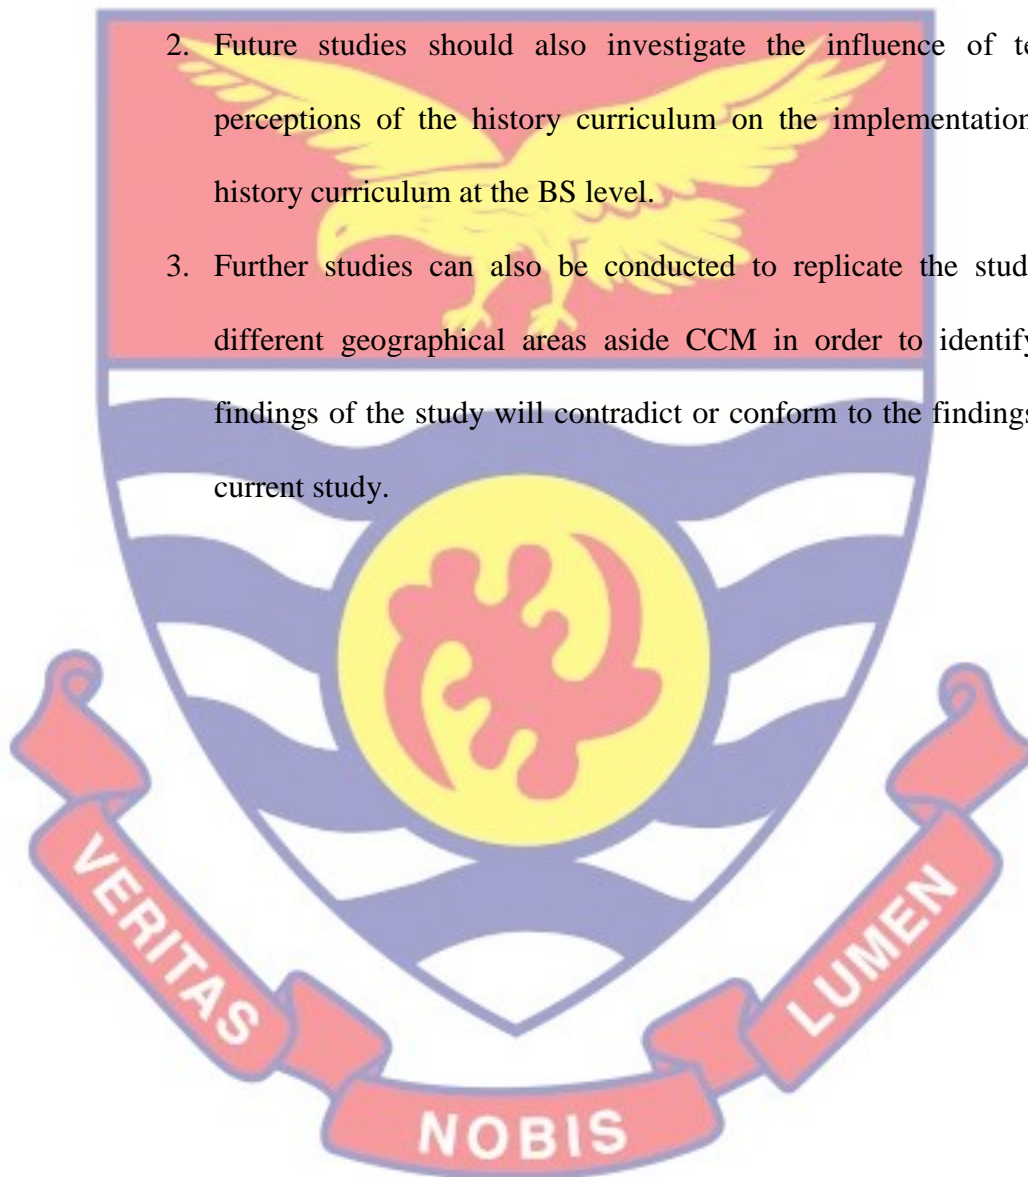 2. Future studies should also investigate the influence of
perceptions of the history curriculum on the implementation
history curriculum at the BS level.
3. Further studies can also be conducted to replicate the
different geographical areas aside CCM in order to
findings of the study will contradict or conform to the findings
current study.
VERITAS
NOBIS
LUMEN